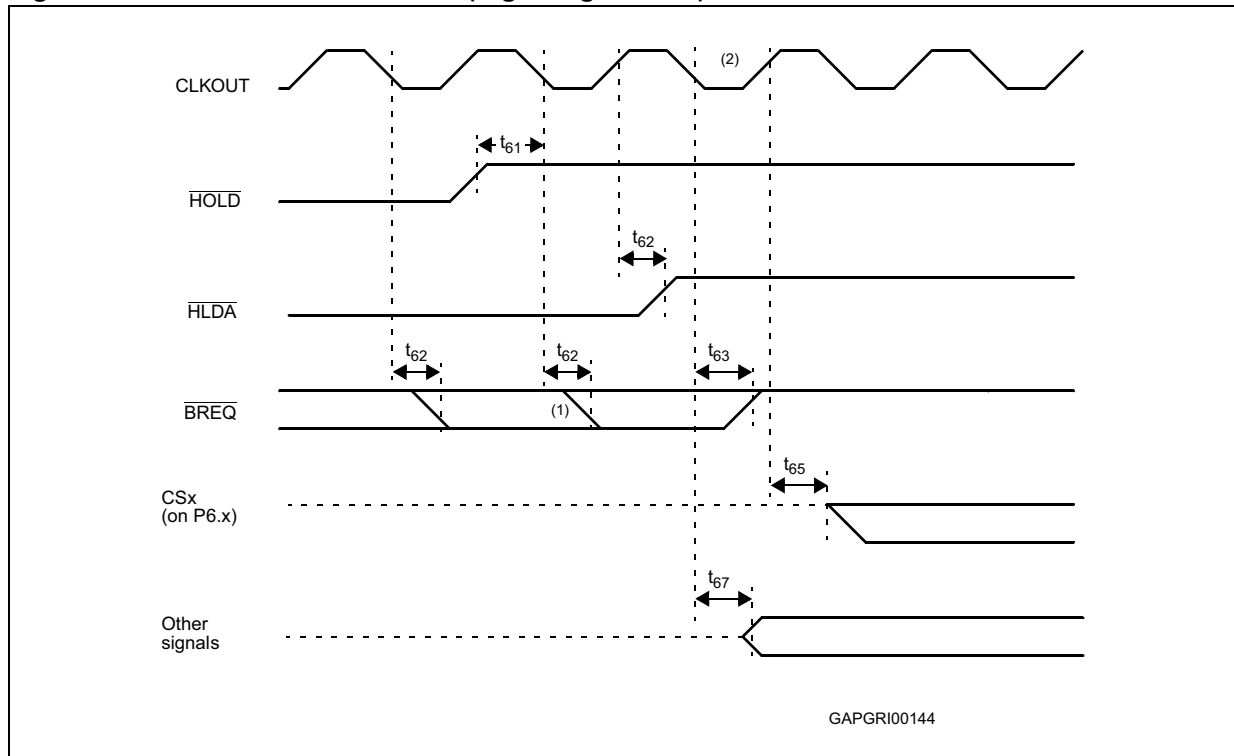 (2)
CLKOUT
t61
HOLD
t62
HLDA
t62
t62
t63
BREQ
(1)
t65
CSx
(on P6.x)
t67
Other
signals
GAPGRI00144